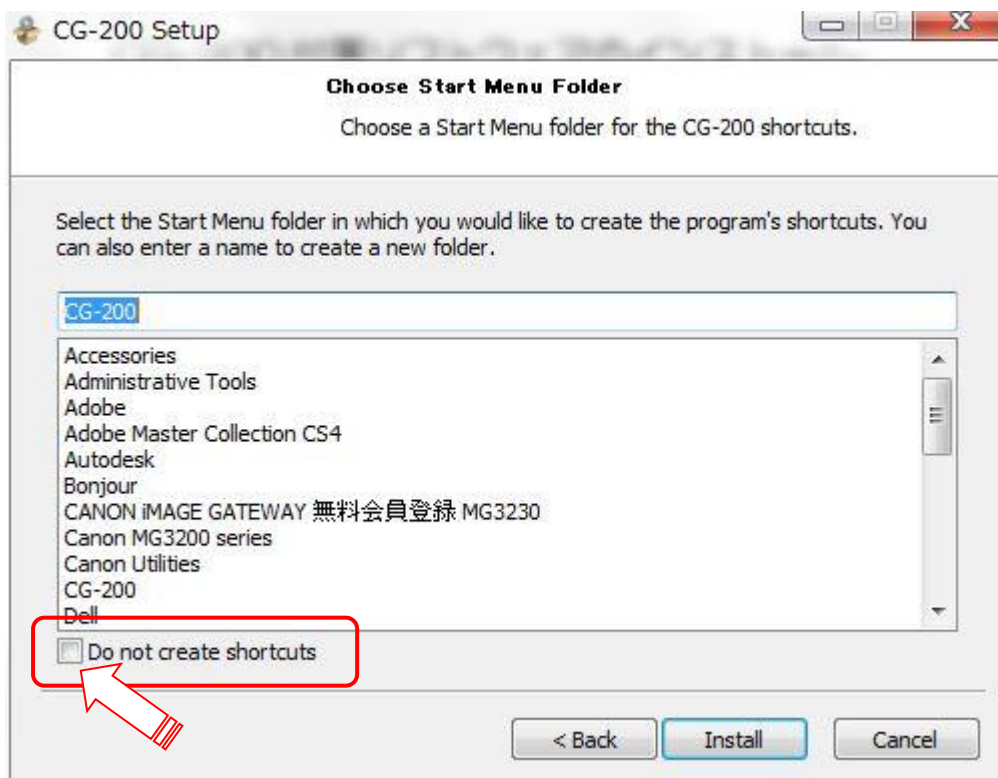 CG-200 Setup
Choose Start Menu Folder
Choose a Start Menu folder for the CG-200 shortcuts.
Select the Start Menu folder in which you would like to create the program's shortcuts. You
can also enter a name to create a new folder.
CG-200
Accessories
Administrative Tools
Adobe
Adobe Master Collection CS4
Autodesk
Bonjour
CANON iMAGE GATEWAY 無料会員登録 MG3230
Canon MG3200 series
Canon Utilities
CG-200
Dell
Do not create shortcuts
< Back
Install
Cancel